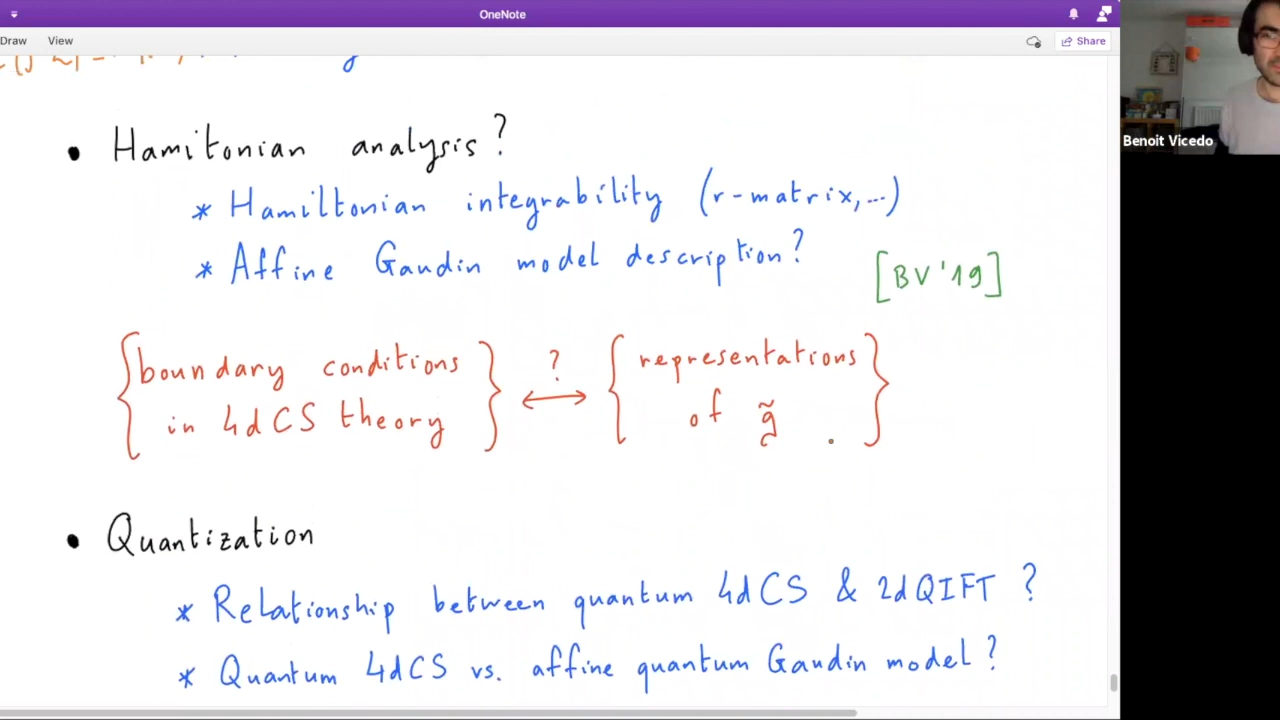 OneNote
Draw View
Share
• Hamitonian analysis?
* Hamiltonian integrability (r-matrix,...)
* Affine Gaudin model description?
[BV '19]
{boundary conditions in 4dCS theory} ?⟷ {representations of g̃}
• Quantization
* Relationship between quantum 4dCS & 2dQIFT ?
* Quantum 4dCS vs. affine quantum Gaudin model ?
Benoit Vicedo